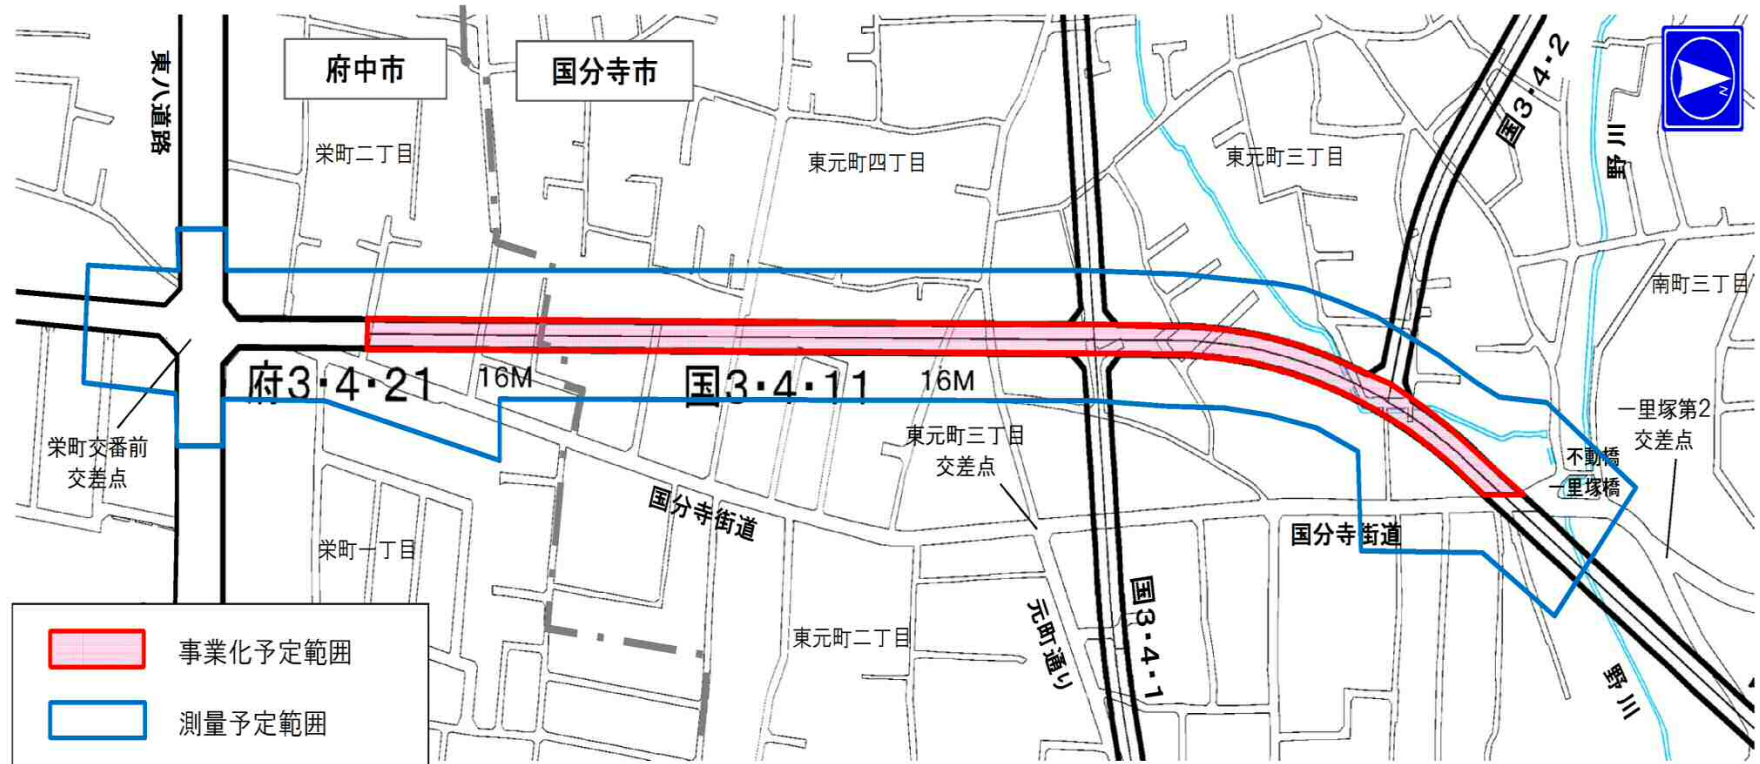 東八道路
府中市
国分寺市
国3・4・2
野川
N
栄町二丁目
東元町四丁目
東元町三丁目
南町三丁目
府3・4・21
16M
国3・4・11
16M
栄町交番前
交差点
東元町三丁目
交差点
一里塚第2
交差点
不動橋
一里塚橋
国分寺街道
国分寺街道
栄町一丁目
東元町二丁目
元町通り
国3・4・1
野川
事業化予定範囲
測量予定範囲